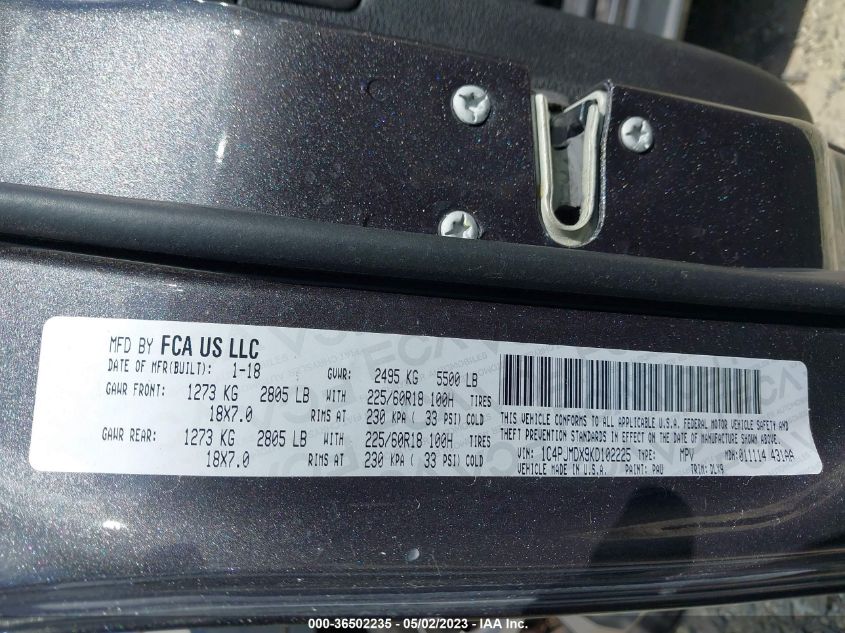 MFD BY FCA US LLC
DATE OF MFR(BUILT): 1-18 GVWR: 2495 KG 5500 LB
GAWR FRONT: 1273 KG 2805 LB WITH 225/60R18 100H TIRES
18X7.0 RIMS AT 230 KPA ( 33 PSI) COLD
GAWR REAR: 1273 KG 2805 LB WITH 225/60R18 100H TIRES
18X7.0 RIMS AT 230 KPA ( 33 PSI) COLD
THIS VEHICLE CONFORMS TO ALL APPLICABLE U.S.A. FEDERAL MOTOR VEHICLE SAFETY AND
THEFT PREVENTION STANDARDS IN EFFECT ON THE DATE OF MANUFACTURE SHOWN ABOVE.
VIN: 1C4PJMDX9KD102225 TYPE: MPV MDH: 011114 431AA
VEHICLE MADE IN U.S.A. PAINT: PAU TRIM: DLX9
000-36502235 - 05/02/2023 - Copyright © IAA, Inc.